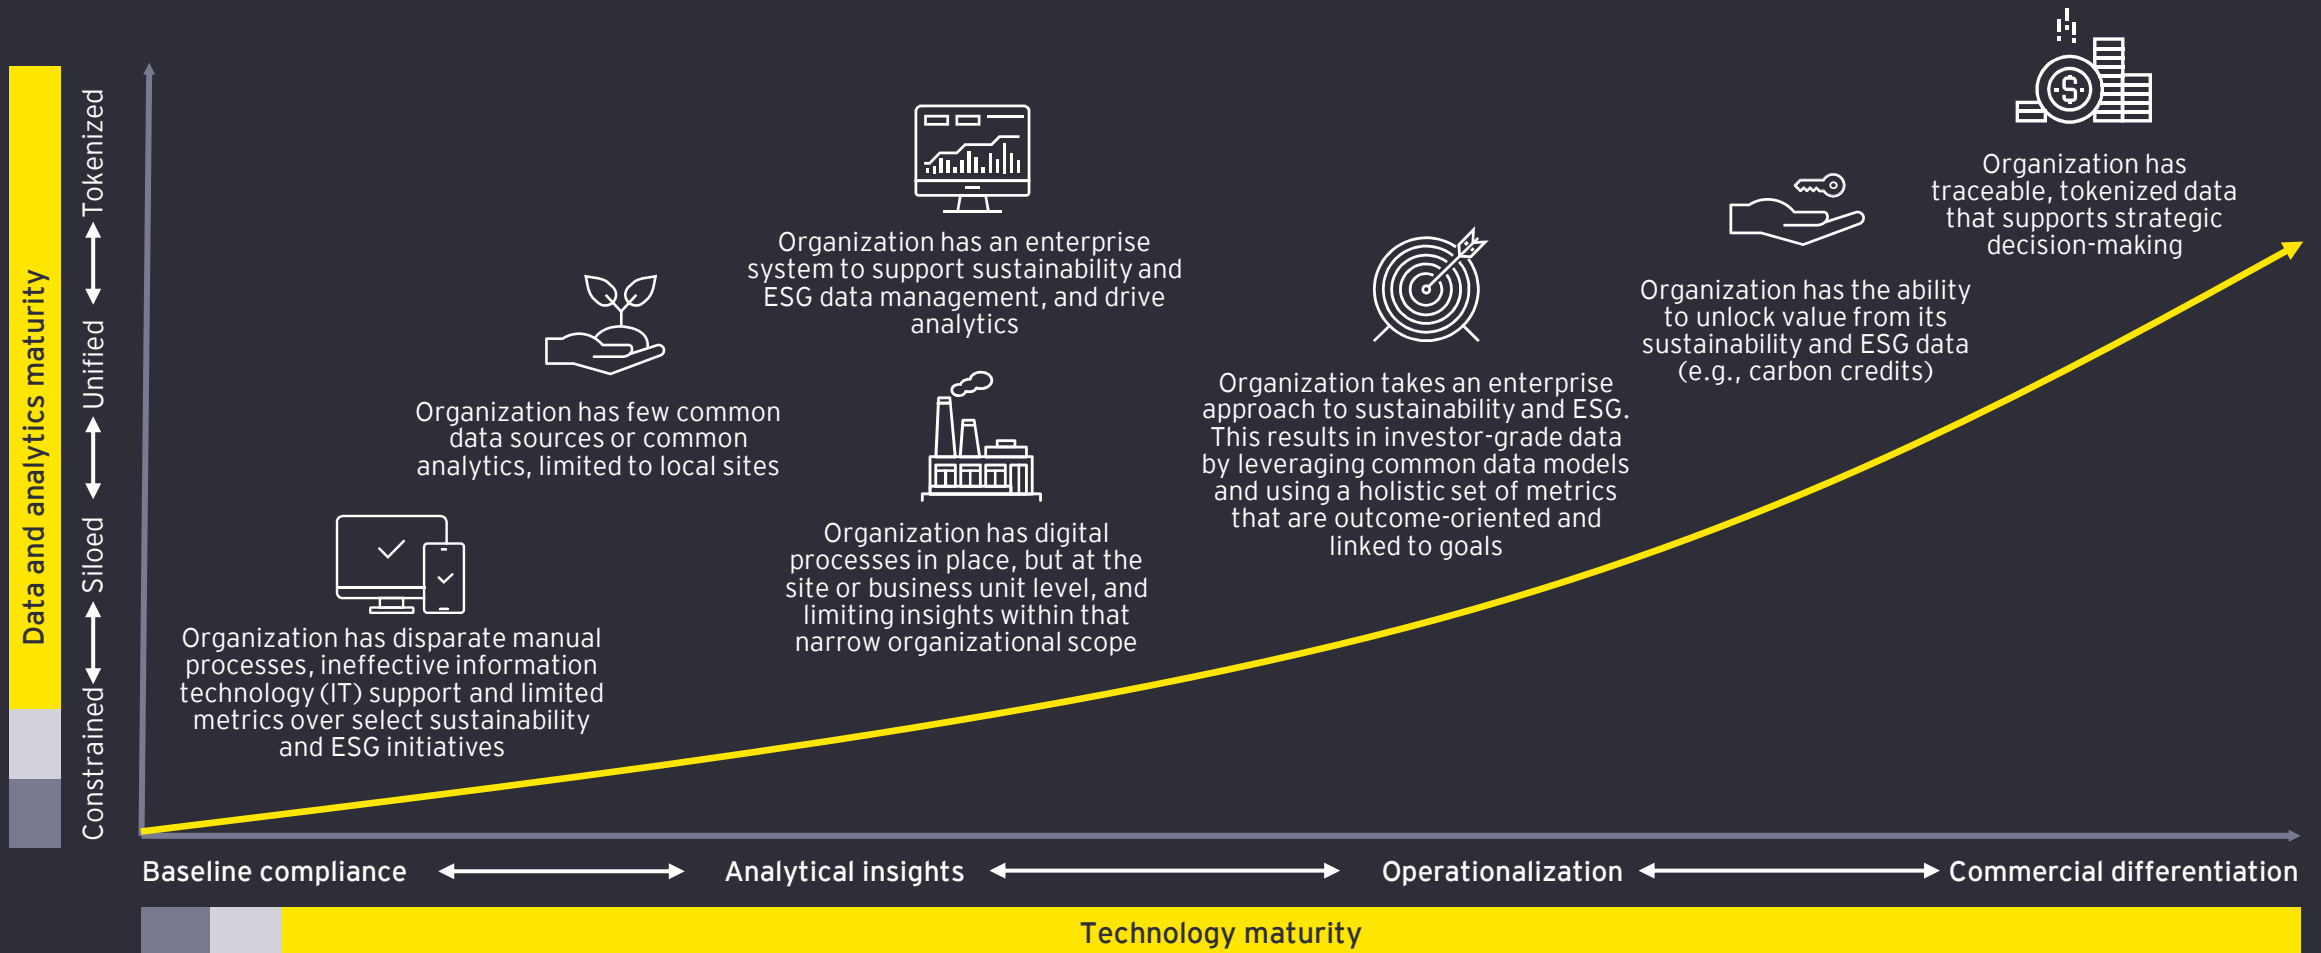 Data and analytics maturity
Tokenized
Unified
Siloed
Constrained
Organization has disparate manual
processes, ineffective information
technology (IT) support and limited
metrics over select sustainability
and ESG initiatives
Organization has few common
data sources or common
analytics, limited to local sites
Organization has an enterprise
system to support sustainability and
ESG data management, and drive
analytics
Organization has digital
processes in place, but at the
site or business unit level, and
limiting insights within that
narrow organizational scope
Organization takes an enterprise
approach to sustainability and ESG.
This results in investor-grade data
by leveraging common data models
and using a holistic set of metrics
that are outcome-oriented and
linked to goals
Organization has the ability
to unlock value from its
sustainability and ESG data
(e.g., carbon credits)
Organization has
traceable, tokenized data
that supports strategic
decision-making
Baseline compliance
Analytical insights
Operationalization
Commercial differentiation
Technology maturity